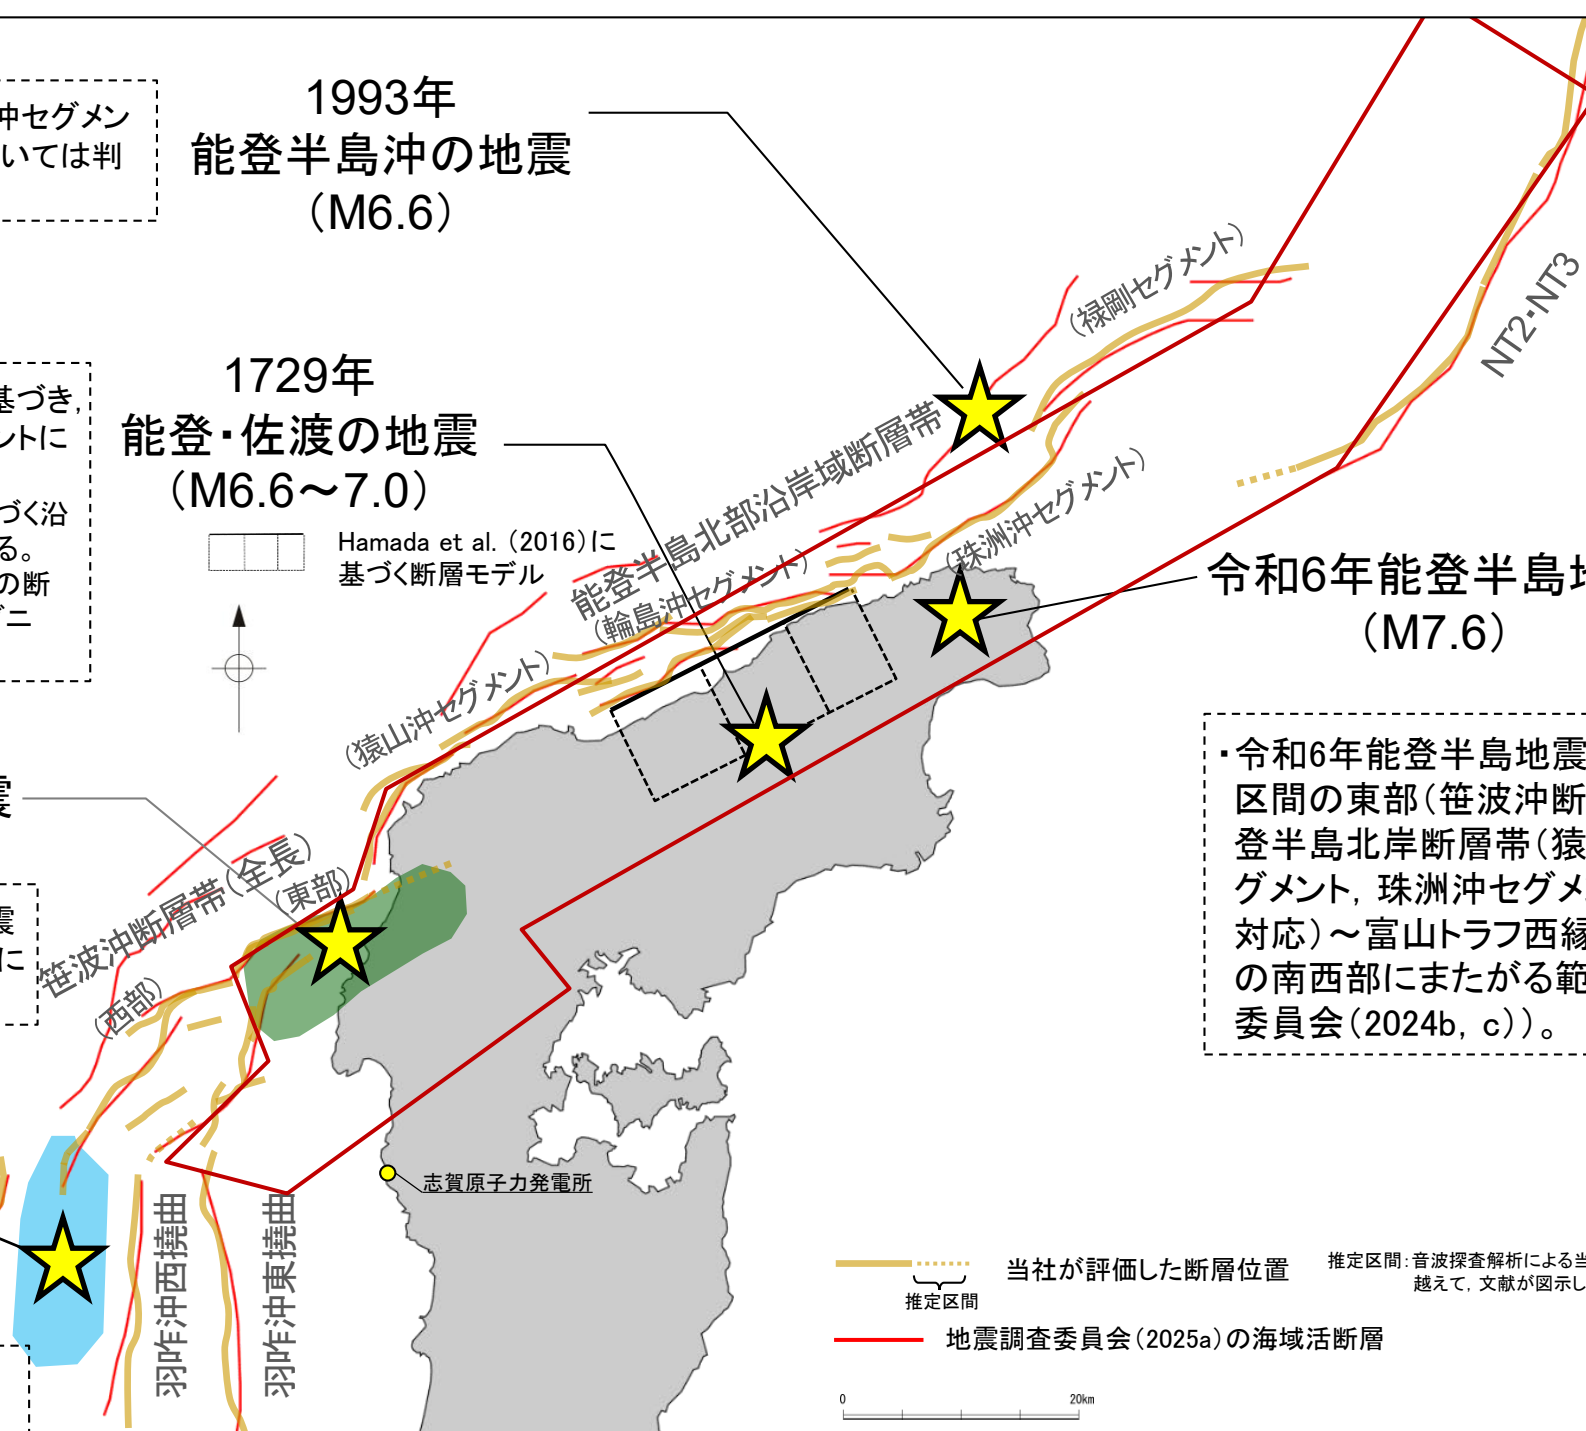 沖セグメン
いては判
1993年
能登半島沖の地震
（M6.6）
（禄剛セグメント）
NT2・NT3
基づき，
ントに
づく沿
る。
の断
1729年
能登・佐渡の地震
（M6.6～7.0）
Hamada et al.（2016）に
基づく断層モデル
能登半島北部沿岸域断層帯
（輪島沖セグメント）
（珠洲沖セグメント）
（猿山沖セグメント）
令和6年能登半島地
（M7.6）
・令和6年能登半島地震
区間の東部（笹波沖断
登半島北岸断層帯（猿
グメント，珠洲沖セグメ
対応）～富山トラフ西縁
の南西部にまたがる範
委員会（2024b，c））。
震
笹波沖断層帯（全長）
（東部）
（西部）
震
に
志賀原子力発電所
羽咋沖西撓曲
羽咋沖東撓曲
当社が評価した断層位置
推定区間
推定区間：音波探査解析による当
越えて，文献が図示し
地震調査委員会（2025a）の海域活断層
0 20km